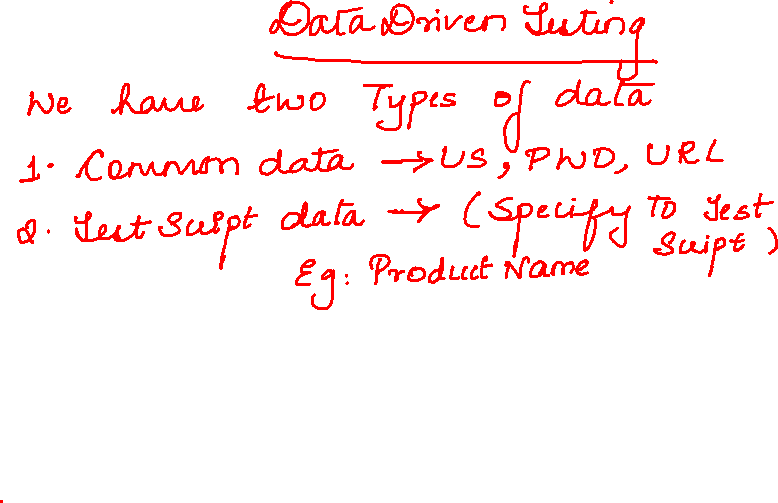 Data Driven Testing
We have two Types of data
1. Common data → US, PWD, URL
2. Test Script data → (Specify To Test Script)
Eg: Product Name